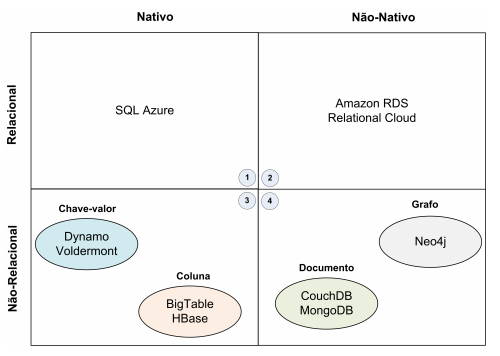 Nativo
Não-Nativo
Relacional
SQL Azure
Amazon RDS
Relational Cloud
1
2
3
4
Não-Relacional
Chave-valor
Dynamo
Voldermont
Coluna
BigTable
HBase
Grafo
Neo4j
Documento
CouchDB
MongoDB